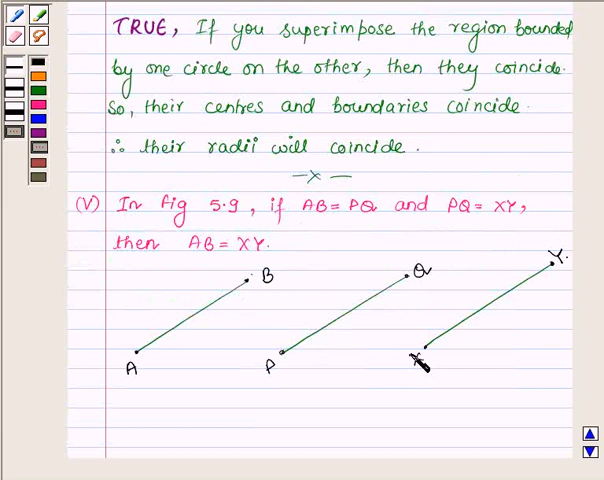 TRUE, If you superimpose the region bounded
by one circle on the other, then they coincide.
So, their centres and boundaries coincide.
∴ their radii will coincide.
—x—
(V) In fig 5.9, if AB = PQ and PQ = XY,
then AB = XY.
B Q Y.
A P X